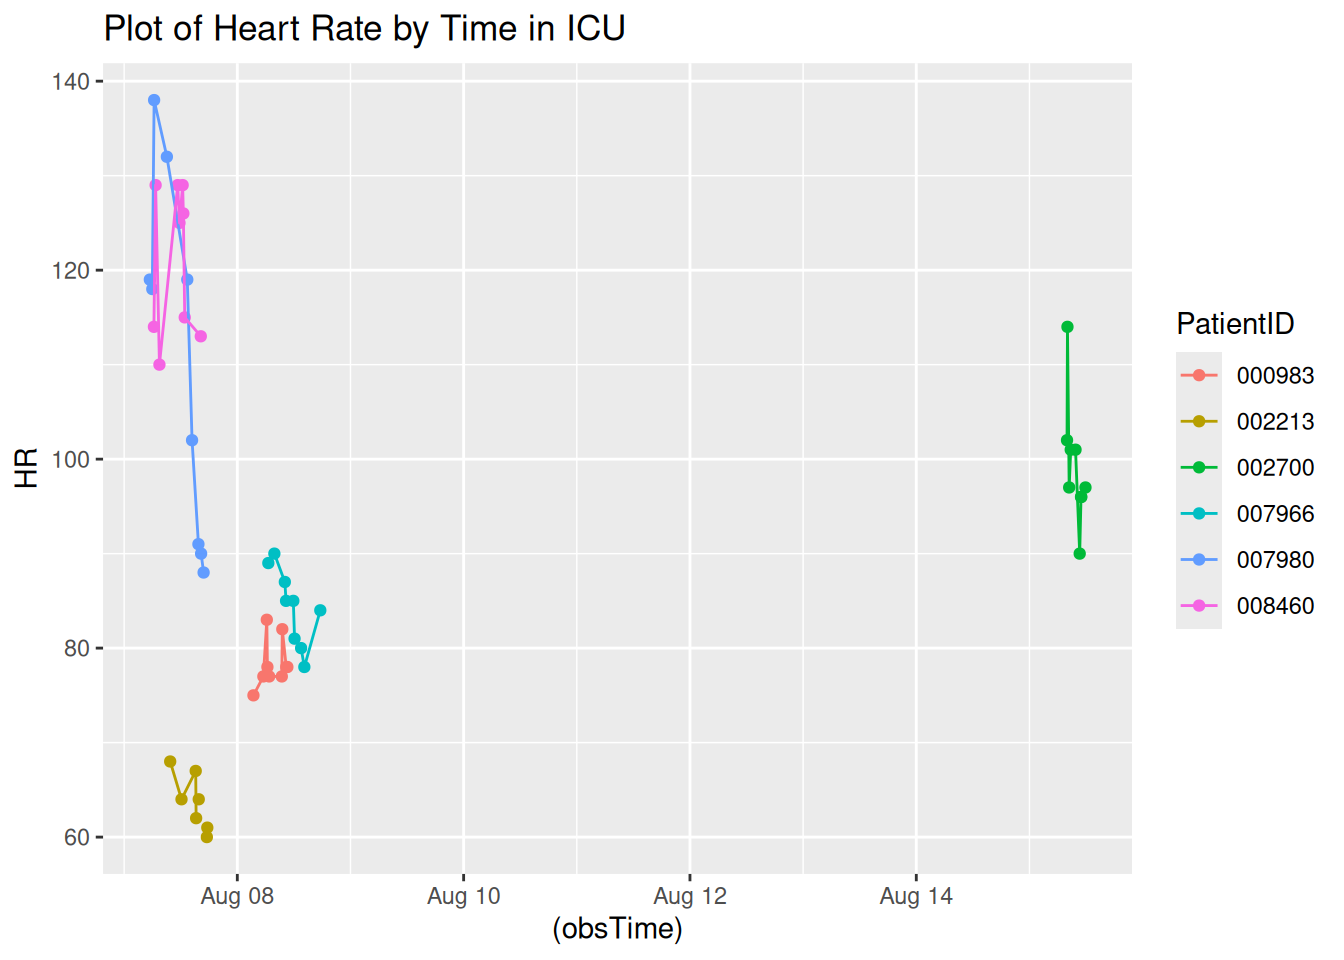 Plot of Heart Rate by Time in ICU
140
120
100
80
60
HR
Aug 08
Aug 10
Aug 12
Aug 14
(obsTime)
PatientID
000983
002213
002700
007966
007980
008460